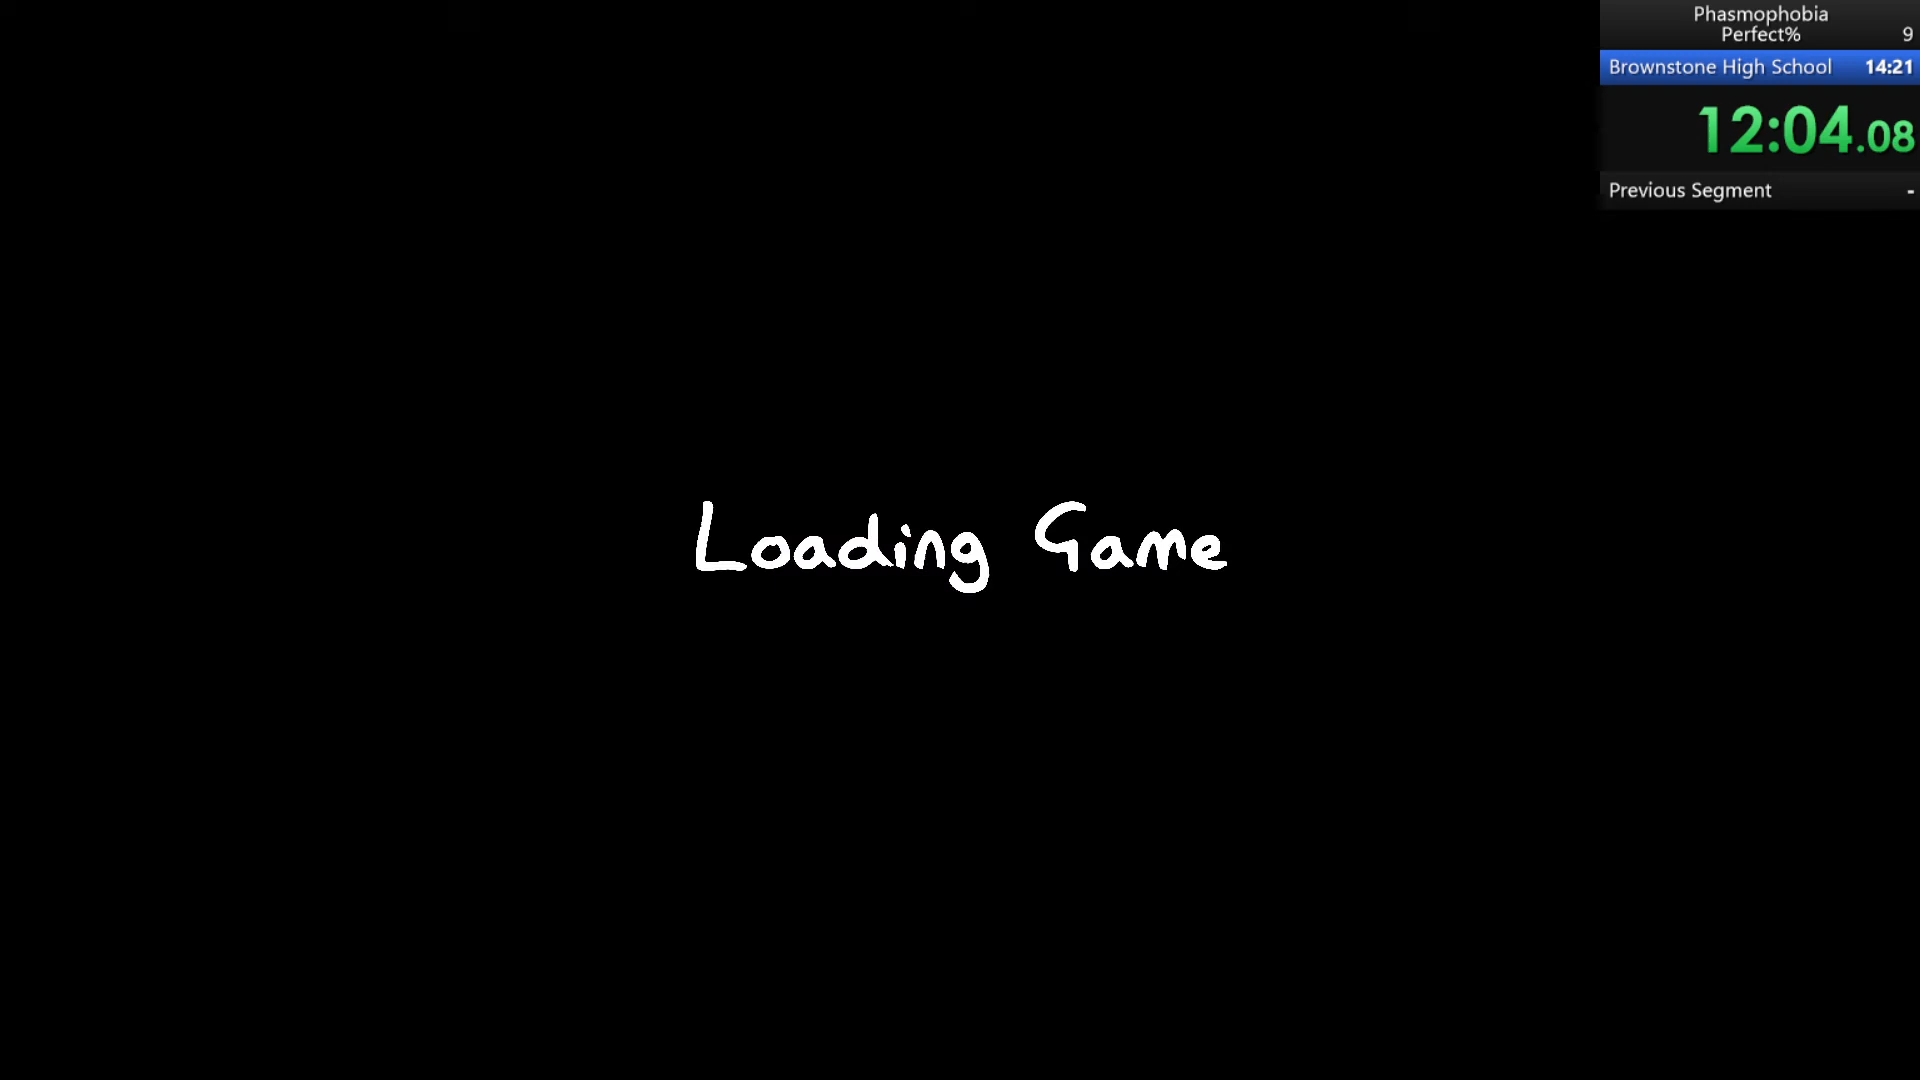 Phasmophobia
Perfect% 9
Brownstone High School 14:21
12:04.08
Previous Segment -
Loading Game